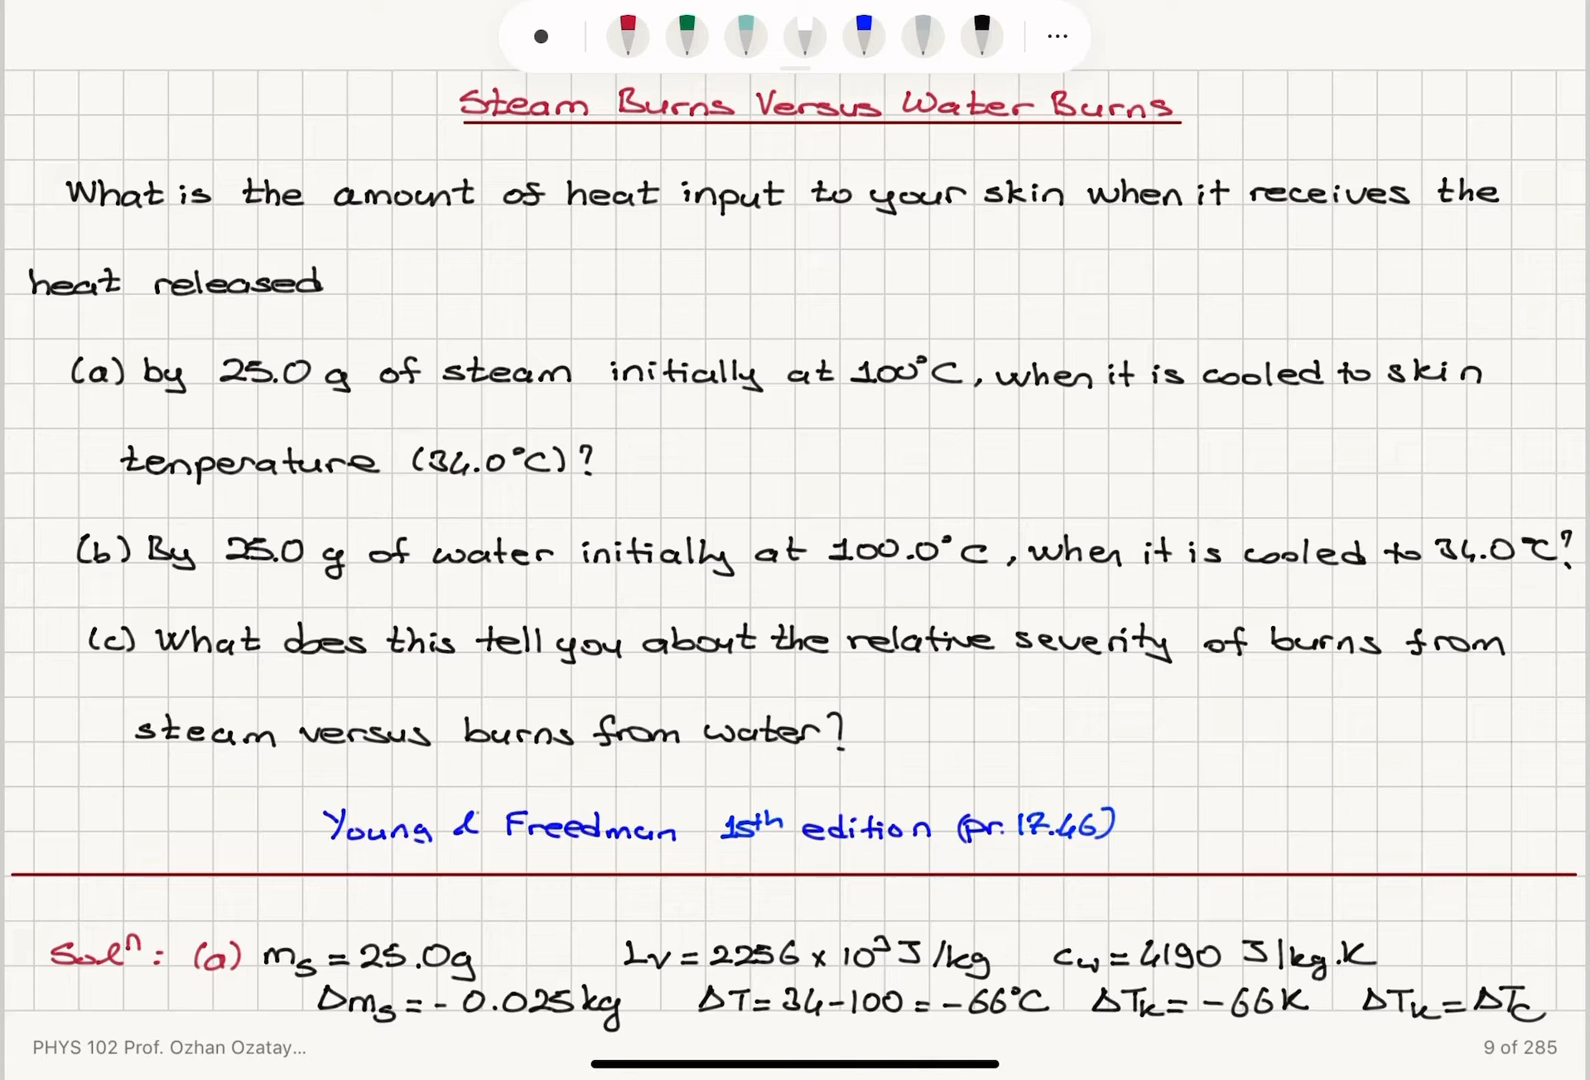 Steam Burns Versus Water Burns
What is the amount of heat input to your skin when it receives the
heat released
(a) by 25.0 g of steam initially at 100°C, when it is cooled to skin
tenperature (34.0°C)?
(b) By 25.0 g of water initially at 100.0°C, when it is cooled to 34.0°C?
(c) What does this tell you about the relative severity of burns from
steam versus burns from water?
Young & Freedman 15th edition (pr. 17.46)
Solⁿ: (a) mₛ = 25.0g Lv = 2256 x 10³ J/kg cw = 4190 J/kg.K
Δmₛ = - 0.025 kg ΔT = 34-100 = -66°C ΔTk = -66K ΔTk = ΔTc
PHYS 102 Prof. Ozhan Ozatay...
9 of 285